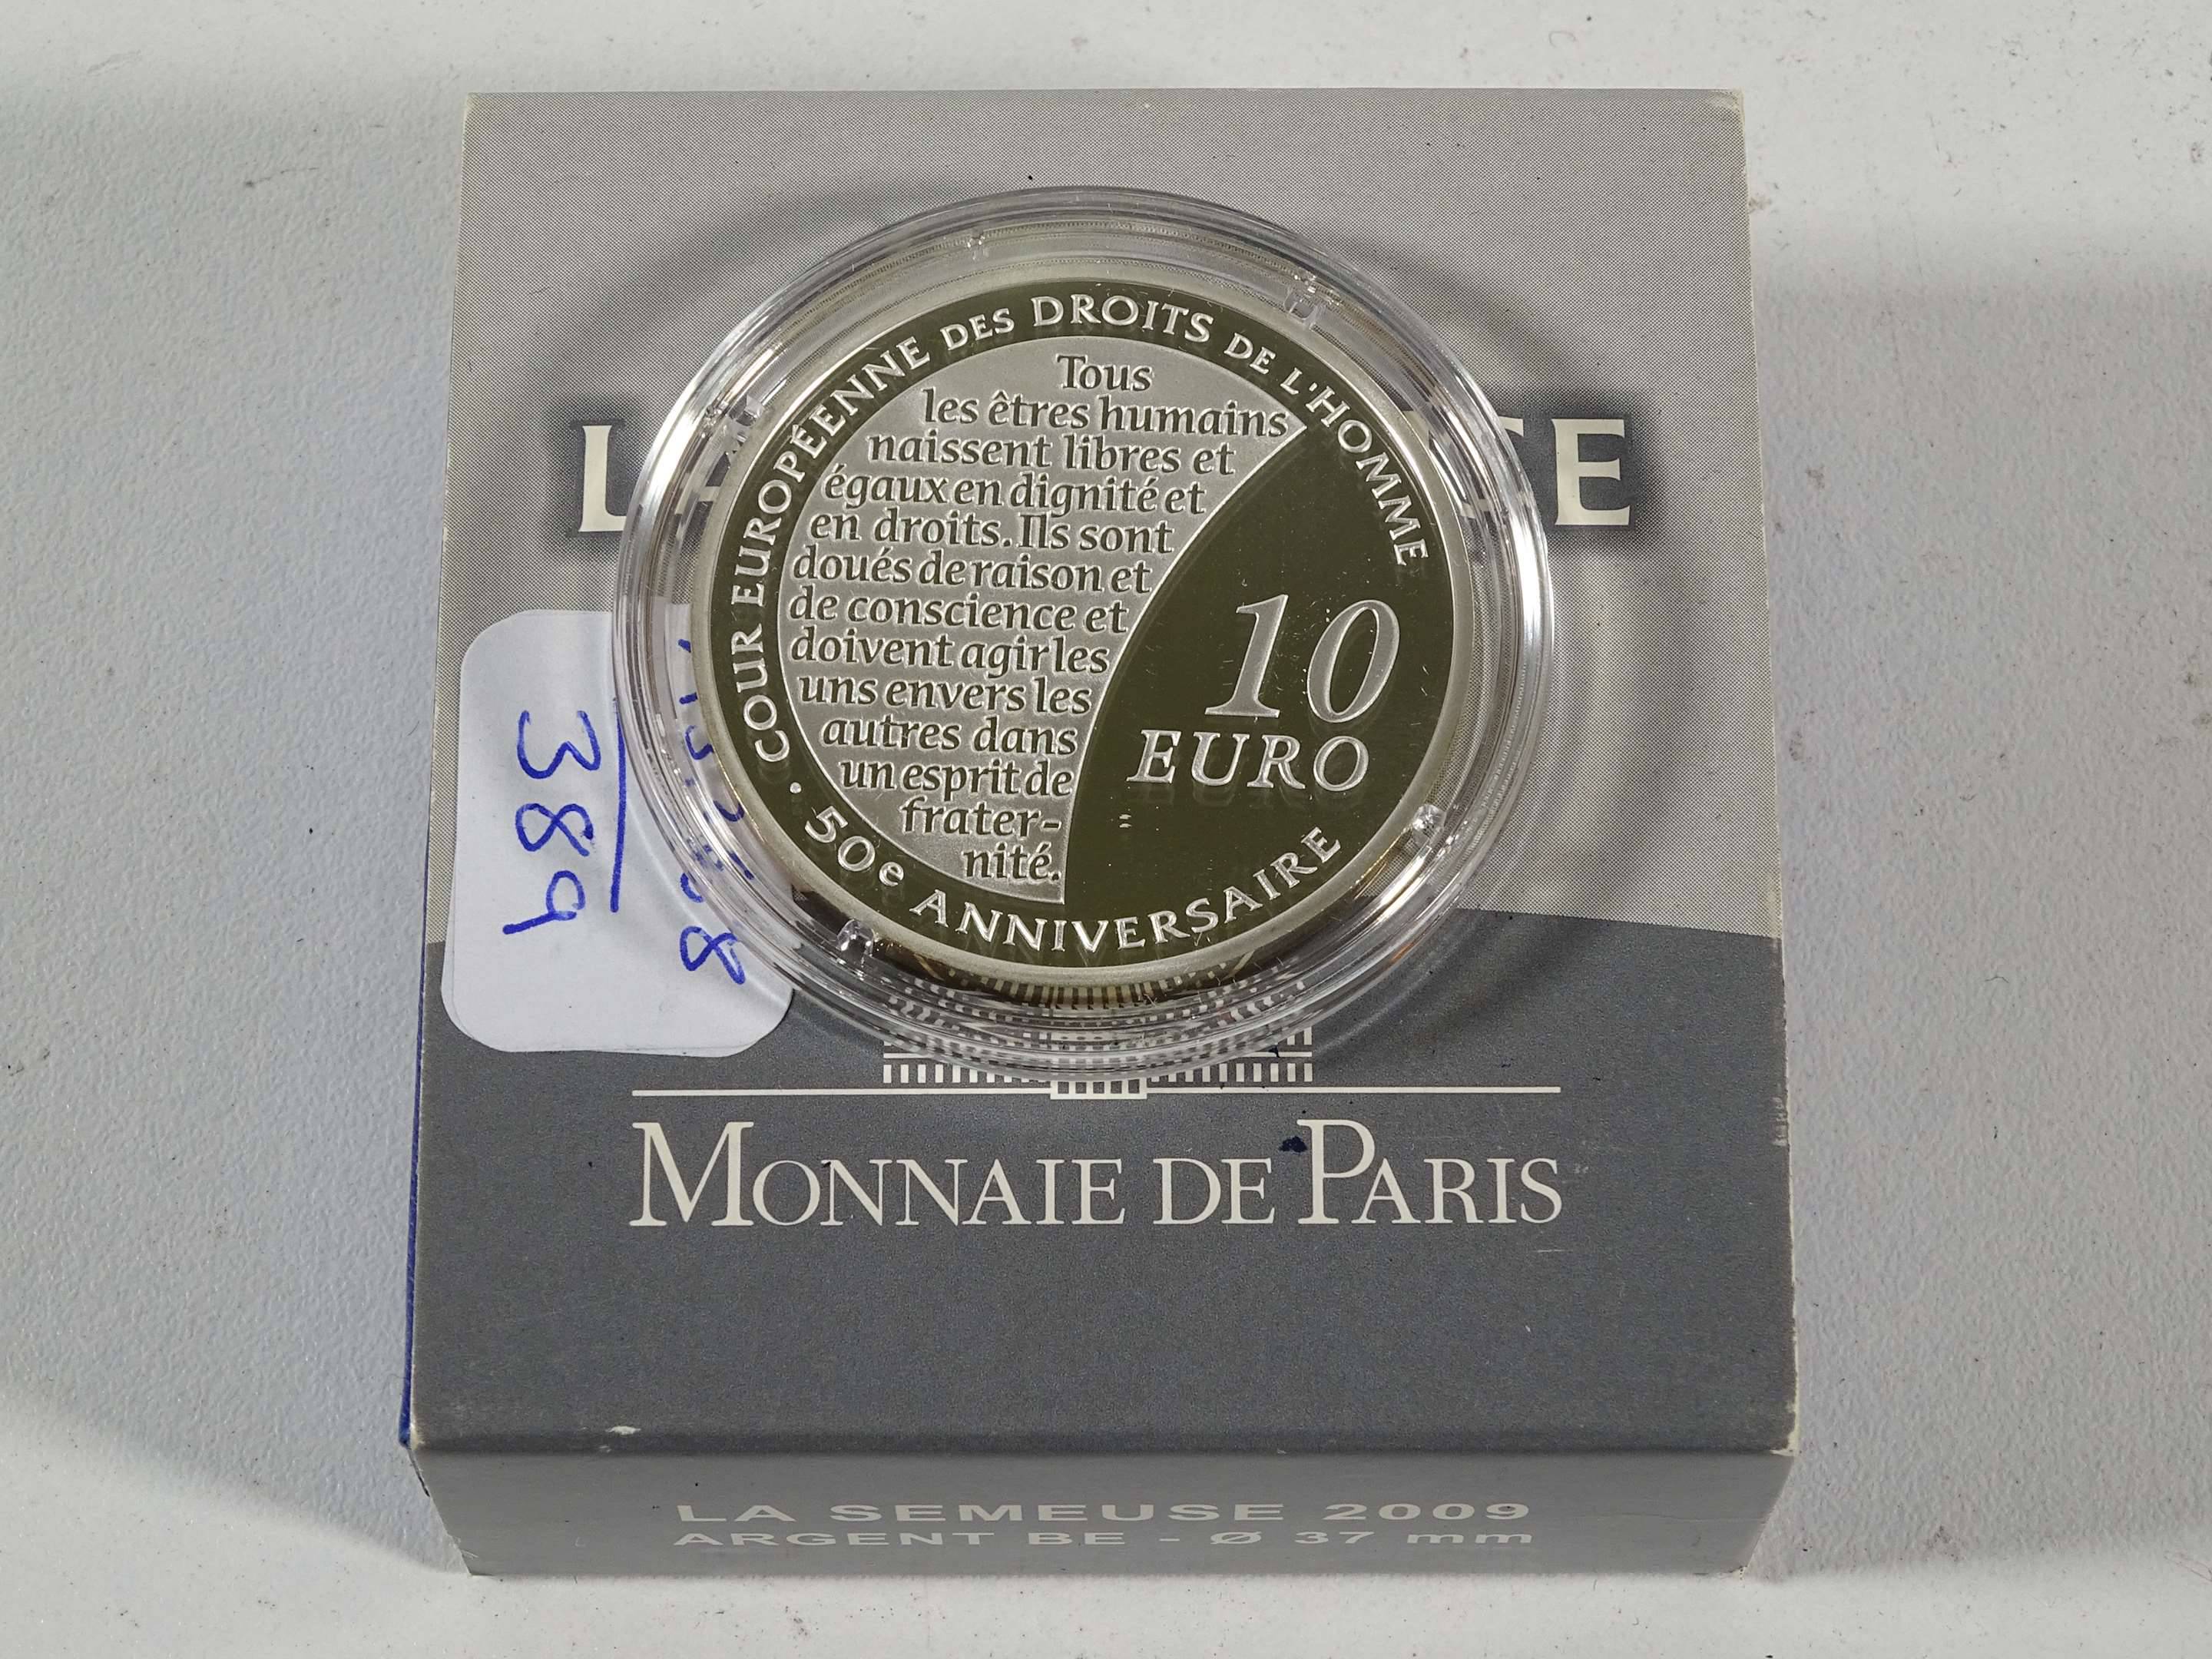 COUR EUROPÉENNE DES DROITS DE L'HOMME
Tous
les êtres humains
naissent libres et
égaux en dignité et
en droits. Ils sont
doués de raison et
de conscience et
doivent agir les
uns envers les
autres dans
un esprit de
frater-
nité.
10
EURO
• 50e ANNIVERSAIRE
3889
MONNAIE DE PARIS
LA SEMEUSE 2009
ARGENT BE - Ø 37 mm